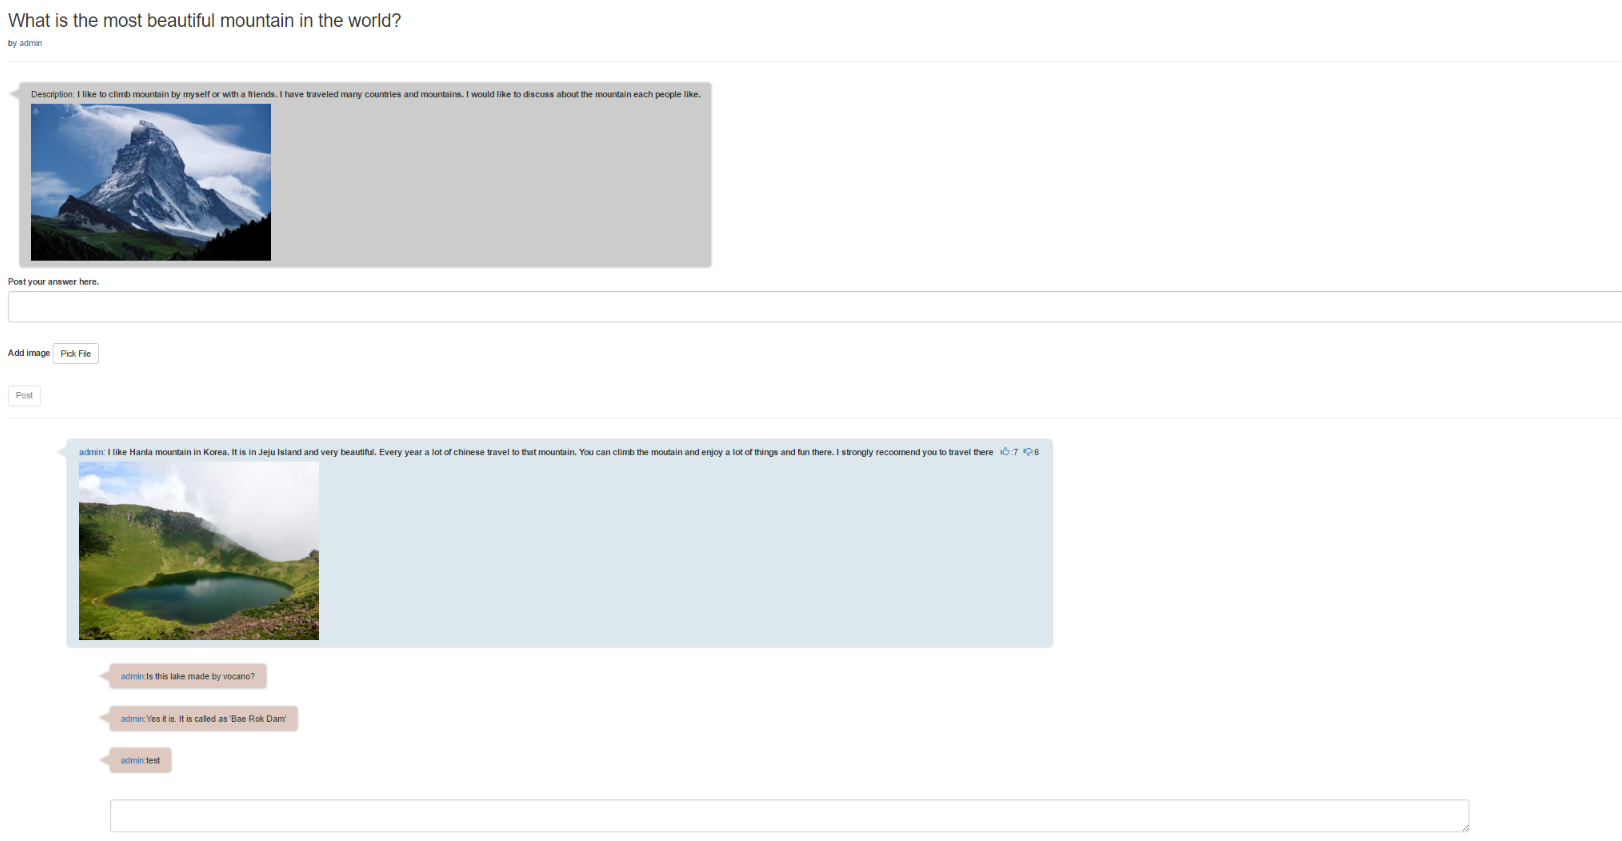 What is the most beautiful mountain in the world?
by admin
Description: I like to climb mountain by myself or with a friends. I have traveled many countries and mountains. I would like to discuss about the mountain each people like.
Post your answer here.
Add image Pick File
Post
admin: I like Hanla mountain in Korea. It is in Jeju Island and very beautiful. Every year a lot of chinese travel to that mountain. You can climb the moutain and enjoy a lot of things and fun there. I strongly recoomend you to travel there :7 :6
admin:Is this lake made by vocano?
admin:Yes it is. It is called as 'Bae Rok Dam'
admin:test